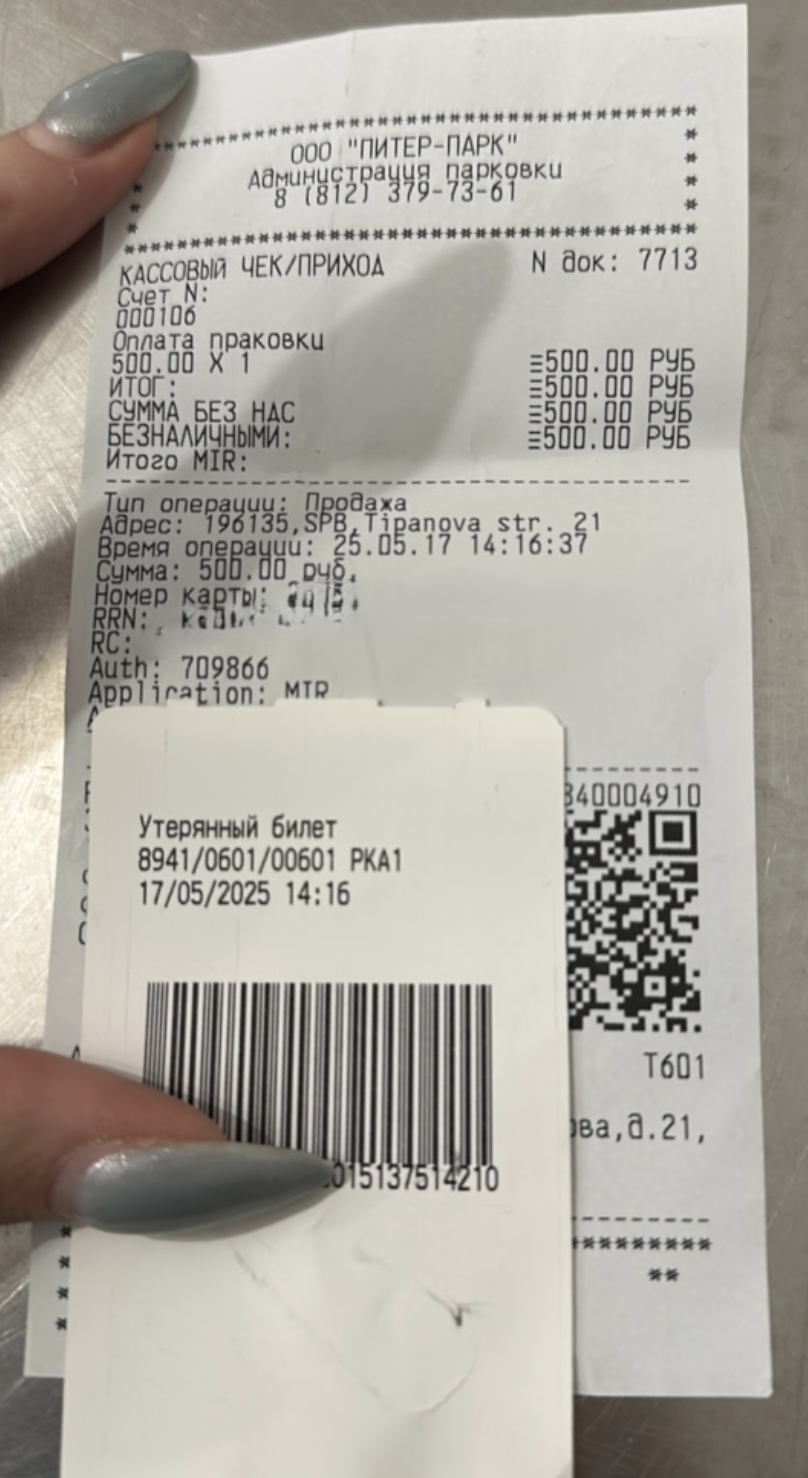 ****************************************
ООО "ПИТЕР-ПАРК"
Администрация парковки
8 (812) 379-73-61
****************************************
КАССОВЫЙ ЧЕК/ПРИХОД N док: 7713
Счет N:
000106
Оплата праковки
500.00 X 1 ≡500.00 РУБ
ИТОГ: ≡500.00 РУБ
СУММА БЕЗ НДС ≡500.00 РУБ
БЕЗНАЛИЧНЫМИ: ≡500.00 РУБ
Итого MIR:
Тип операции: Продажа
Адрес: 196135,SPB,Tipanova str. 21
Время операции: 25.05.17 14:16:37
Сумма: 500.00 руб.
Номер карты:
RRN:
RC:
Auth: 709866
Application: MIR
340004910
Утерянный билет
8941/0601/00601 PKA1
17/05/2025 14:16
T601
ова,д.21,
015137514210
*********
**